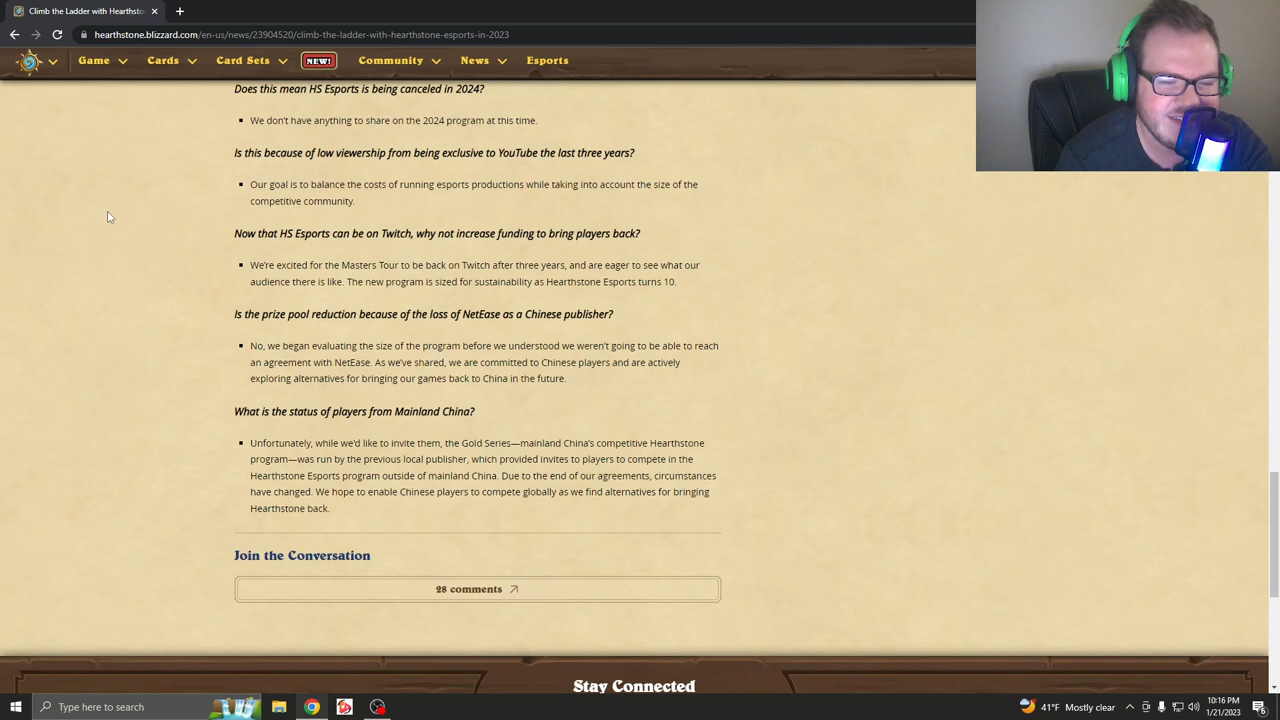 Climb the Ladder with Hearthsto
hearthstone.blizzard.com/en-us/news/23904520/climb-the-ladder-with-hearthstone-esports-in-2023
Game Cards Card Sets NEW! Community News Esports
Does this mean HS Esports is being canceled in 2024?
We don't have anything to share on the 2024 program at this time.
Is this because of low viewership from being exclusive to YouTube the last three years?
Our goal is to balance the costs of running esports productions while taking into account the size of the
competitive community.
Now that HS Esports can be on Twitch, why not increase funding to bring players back?
We're excited for the Masters Tour to be back on Twitch after three years, and are eager to see what our
audience there is like. The new program is sized for sustainability as Hearthstone Esports turns 10.
Is the prize pool reduction because of the loss of NetEase as a Chinese publisher?
No, we began evaluating the size of the program before we understood we weren't going to be able to reach
an agreement with NetEase. As we've shared, we are committed to Chinese players and are actively
exploring alternatives for bringing our games back to China in the future.
What is the status of players from Mainland China?
Unfortunately, while we'd like to invite them, the Gold Series—mainland China's competitive Hearthstone
program—was run by the previous local publisher, which provided invites to players to compete in the
Hearthstone Esports program outside of mainland China. Due to the end of our agreements, circumstances
have changed. We hope to enable Chinese players to compete globally as we find alternatives for bringing
Hearthstone back.
Join the Conversation
28 comments
Stay Connected
Type here to search
41°F Mostly clear
10:16 PM
1/21/2023
6